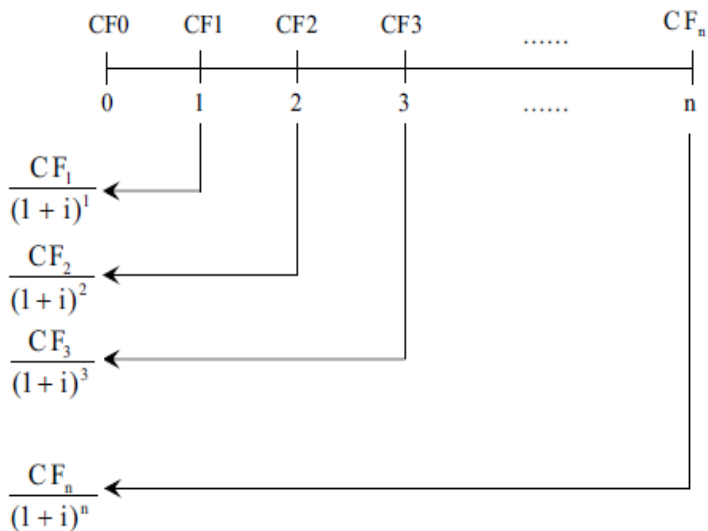 CF0 CF1 CF2 CF3 ...... CFₙ
0 1 2 3 ...... n
CF₁
(1 + i)¹
CF₂
(1 + i)²
CF₃
(1 + i)³
CFₙ
(1 + i)ⁿ